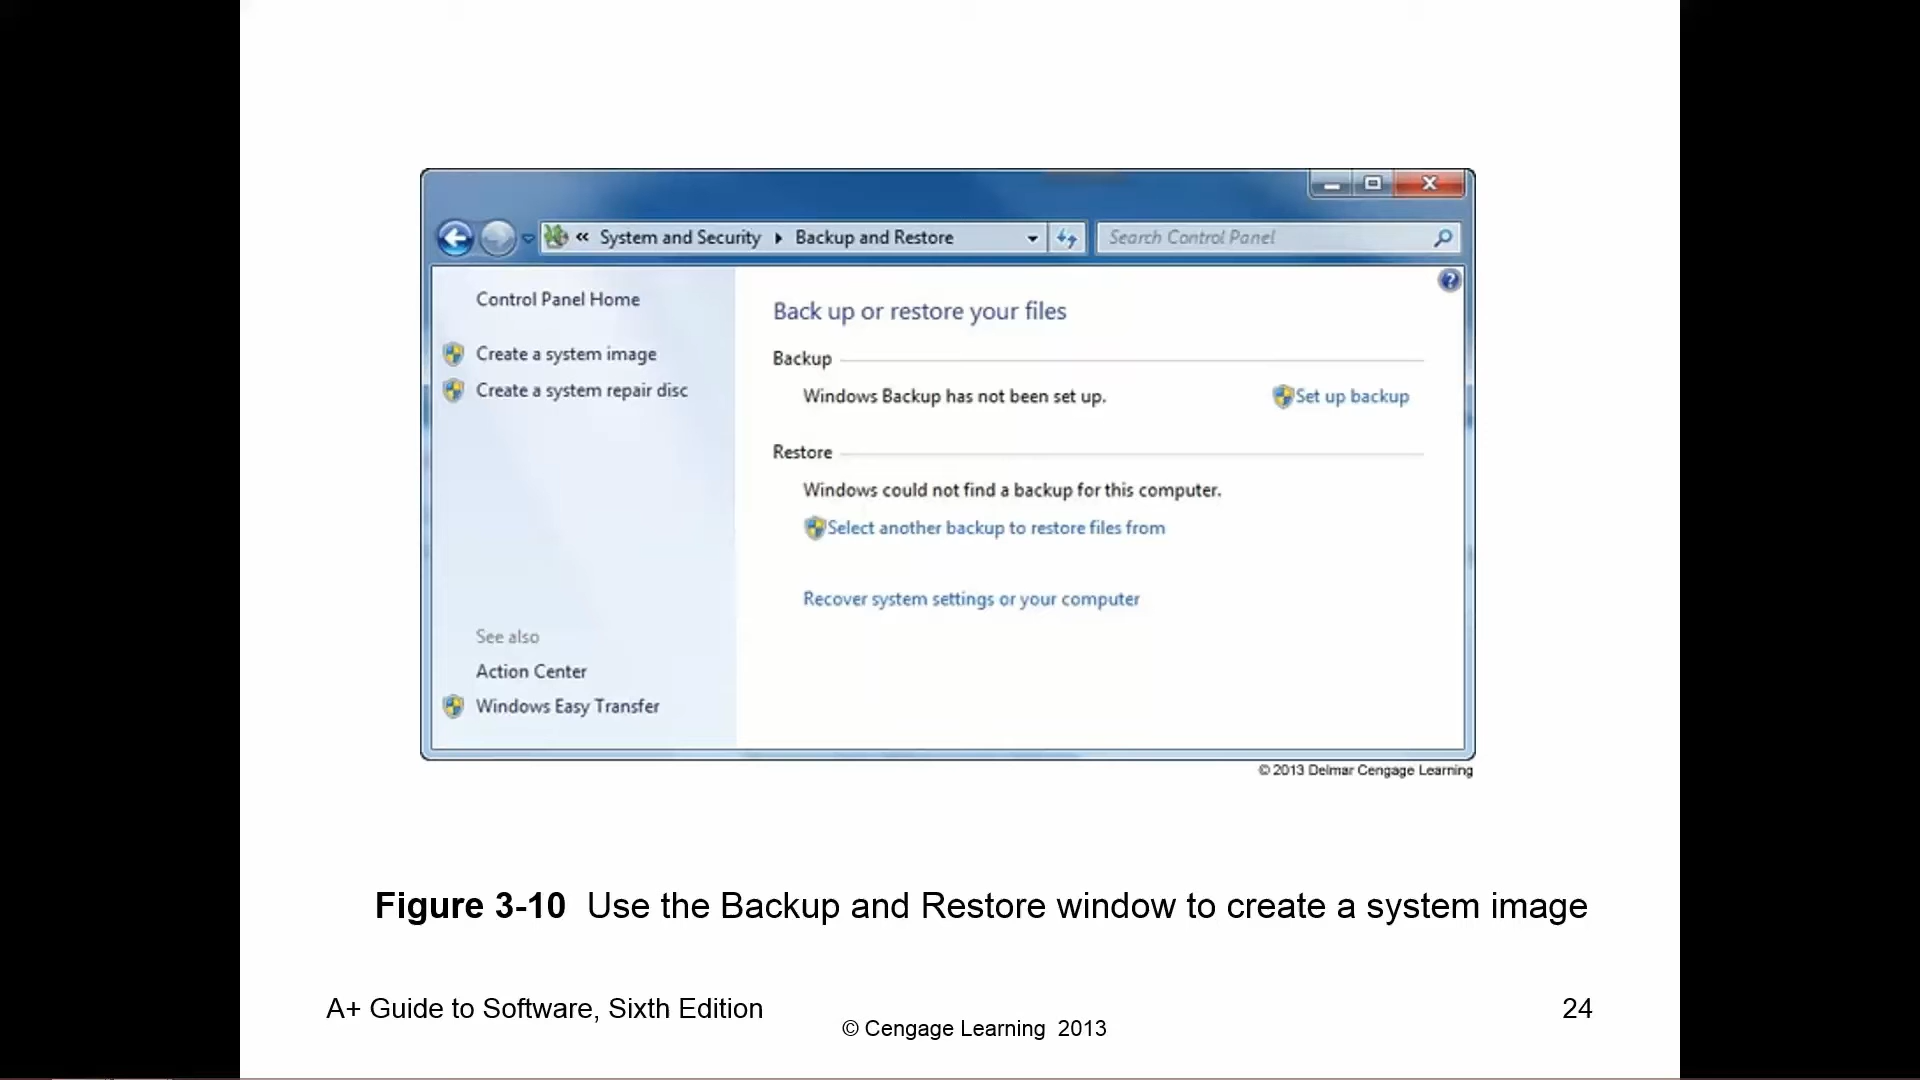 « System and Security ▸ Backup and Restore
Search Control Panel
Control Panel Home
Create a system image
Create a system repair disc
See also
Action Center
Windows Easy Transfer
Back up or restore your files
Backup
Windows Backup has not been set up.
Set up backup
Restore
Windows could not find a backup for this computer.
Select another backup to restore files from
Recover system settings or your computer
© 2013 Delmar Cengage Learning
Figure 3-10 Use the Backup and Restore window to create a system image
A+ Guide to Software, Sixth Edition
© Cengage Learning 2013
24